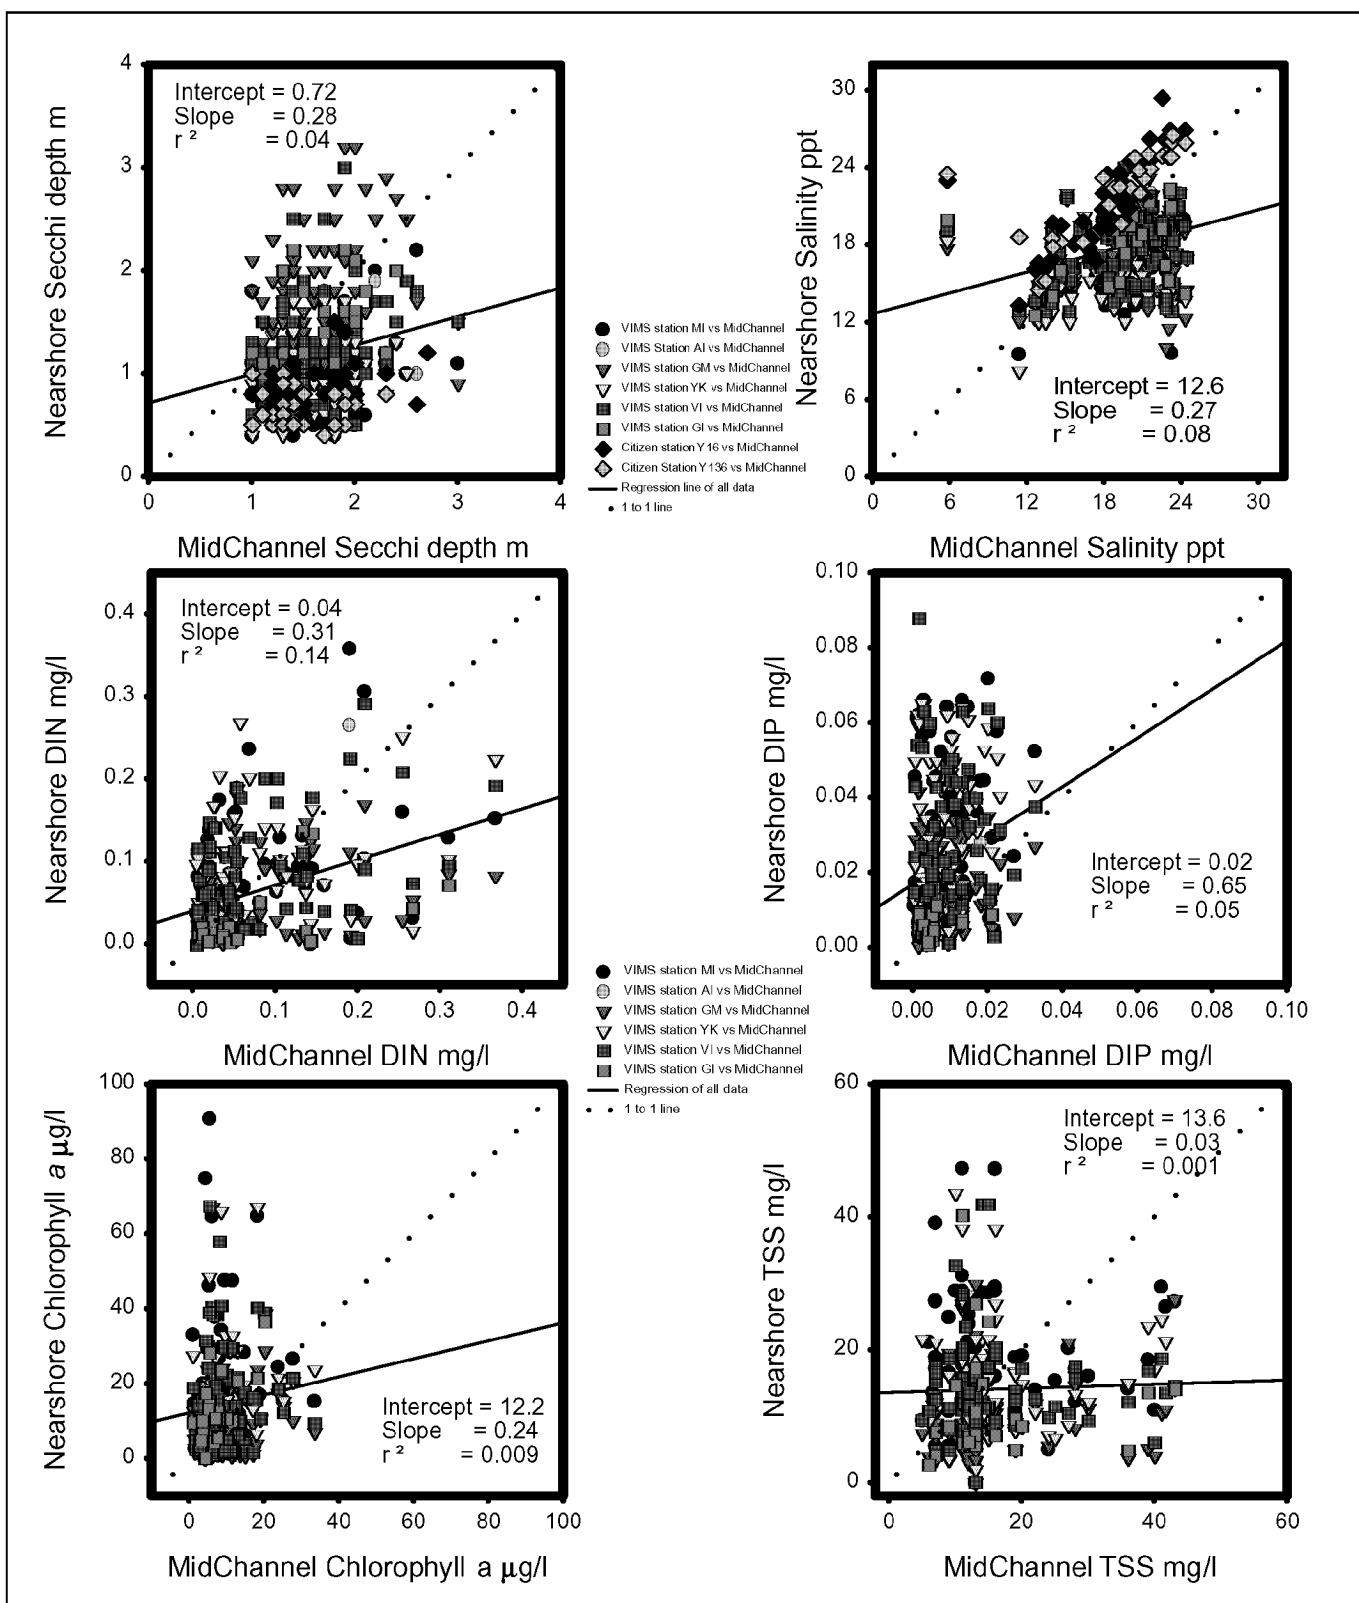 4
3
2
1
0
Nearshore Secchi depth m
Intercept = 0.72
Slope = 0.28
r ² = 0.04
0 1 2 3 4
MidChannel Secchi depth m
30
24
18
12
6
0
Nearshore Salinity ppt
Intercept = 12.6
Slope = 0.27
r ² = 0.08
0 6 12 18 24 30
MidChannel Salinity ppt
VIMS station MI vs MidChannel
VIMS Station AI vs MidChannel
VIMS station GM vs MidChannel
VIMS station YK vs MidChannel
VIMS station VI vs MidChannel
VIMS station GI vs MidChannel
Citizen station Y16 vs MidChannel
Citizen Station Y136 vs MidChannel
Regression line of all data
1 to 1 line
0.4
0.3
0.2
0.1
0.0
Nearshore DIN mg/l
Intercept = 0.04
Slope = 0.31
r ² = 0.14
0.0 0.1 0.2 0.3 0.4
MidChannel DIN mg/l
0.10
0.08
0.06
0.04
0.02
0.00
Nearshore DIP mg/l
Intercept = 0.02
Slope = 0.65
r ² = 0.05
0.00 0.02 0.04 0.06 0.08 0.10
MidChannel DIP mg/l
VIMS station MI vs MidChannel
VIMS station AI vs MidChannel
VIMS station GM vs MidChannel
VIMS station YK vs MidChannel
VIMS station VI vs MidChannel
VIMS station GI vs MidChannel
Regression of all data
1 to 1 line
100
80
60
40
20
0
Nearshore Chlorophyll a µg/l
Intercept = 12.2
Slope = 0.24
r ² = 0.009
0 20 40 60 80 100
MidChannel Chlorophyll a µg/l
60
40
20
0
Nearshore TSS mg/l
Intercept = 13.6
Slope = 0.03
r ² = 0.001
0 20 40 60
MidChannel TSS mg/l